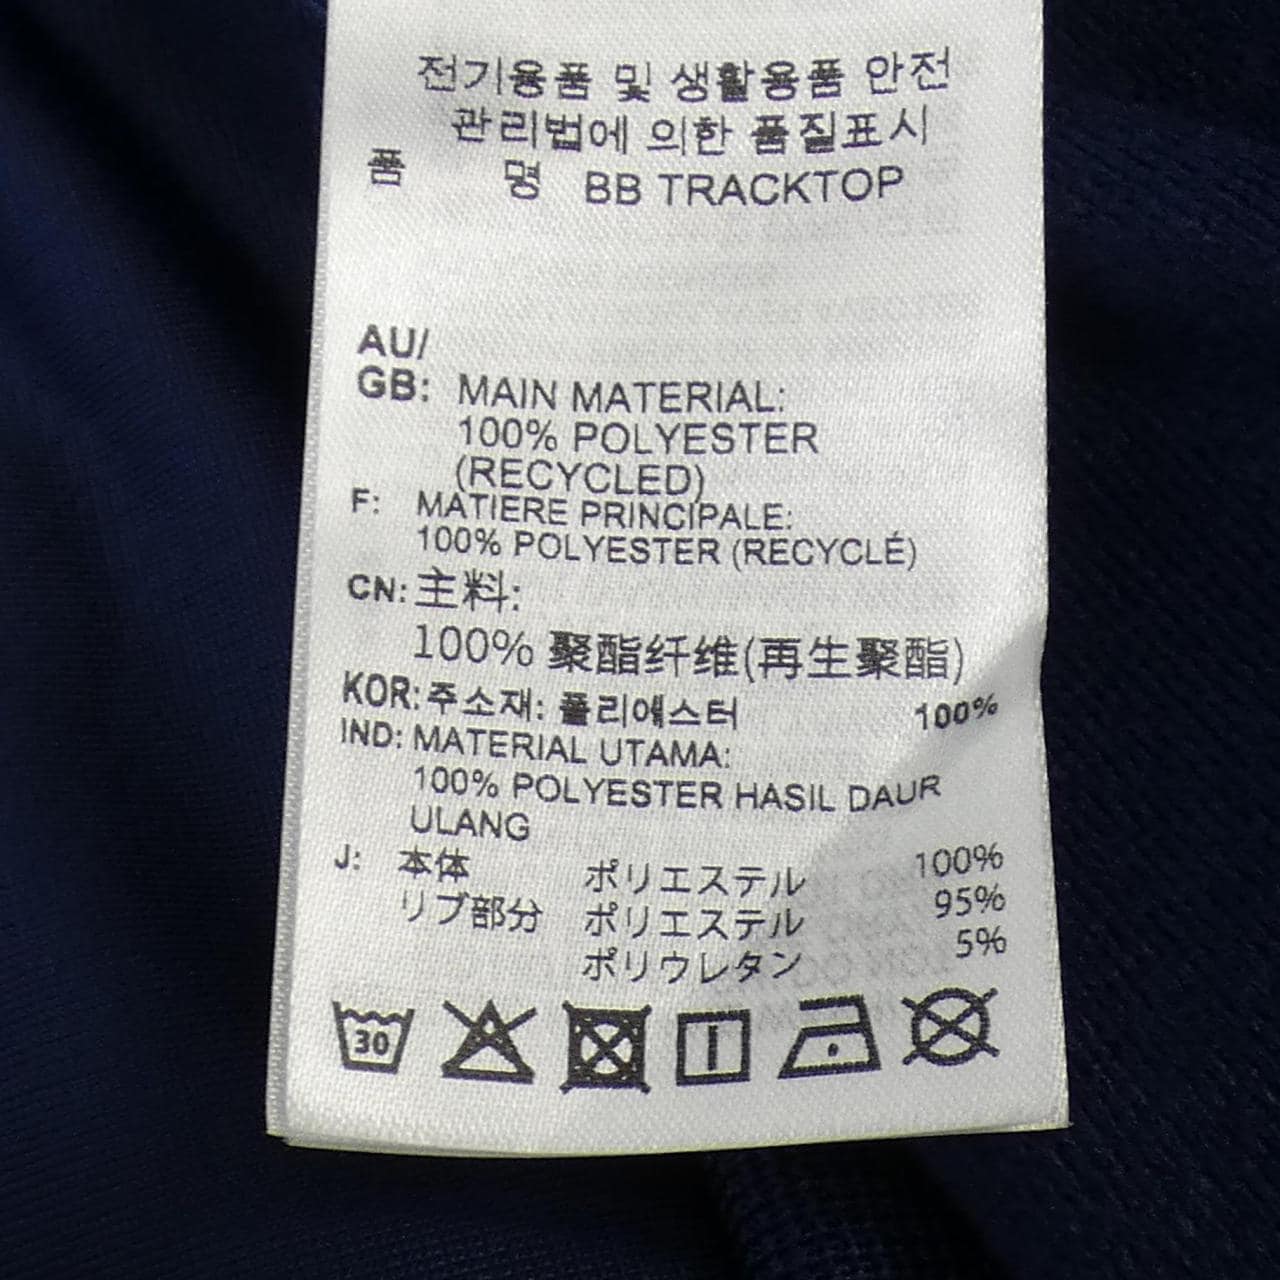 전기용품 및 생활용품 안전
관리법에 의한 품질표시
품 명 BB TRACKTOP
AU/
GB: MAIN MATERIAL:
100% POLYESTER
(RECYCLED)
F: MATIERE PRINCIPALE:
100% POLYESTER (RECYCLÉ)
CN: 主料:
100% 聚酯纤维(再生聚酯)
KOR: 주소재: 폴리에스터 100%
IND: MATERIAL UTAMA:
100% POLYESTER HASIL DAUR
ULANG
J: 本体 ポリエステル 100%
リブ部分 ポリエステル 95%
ポリウレタン 5%
30